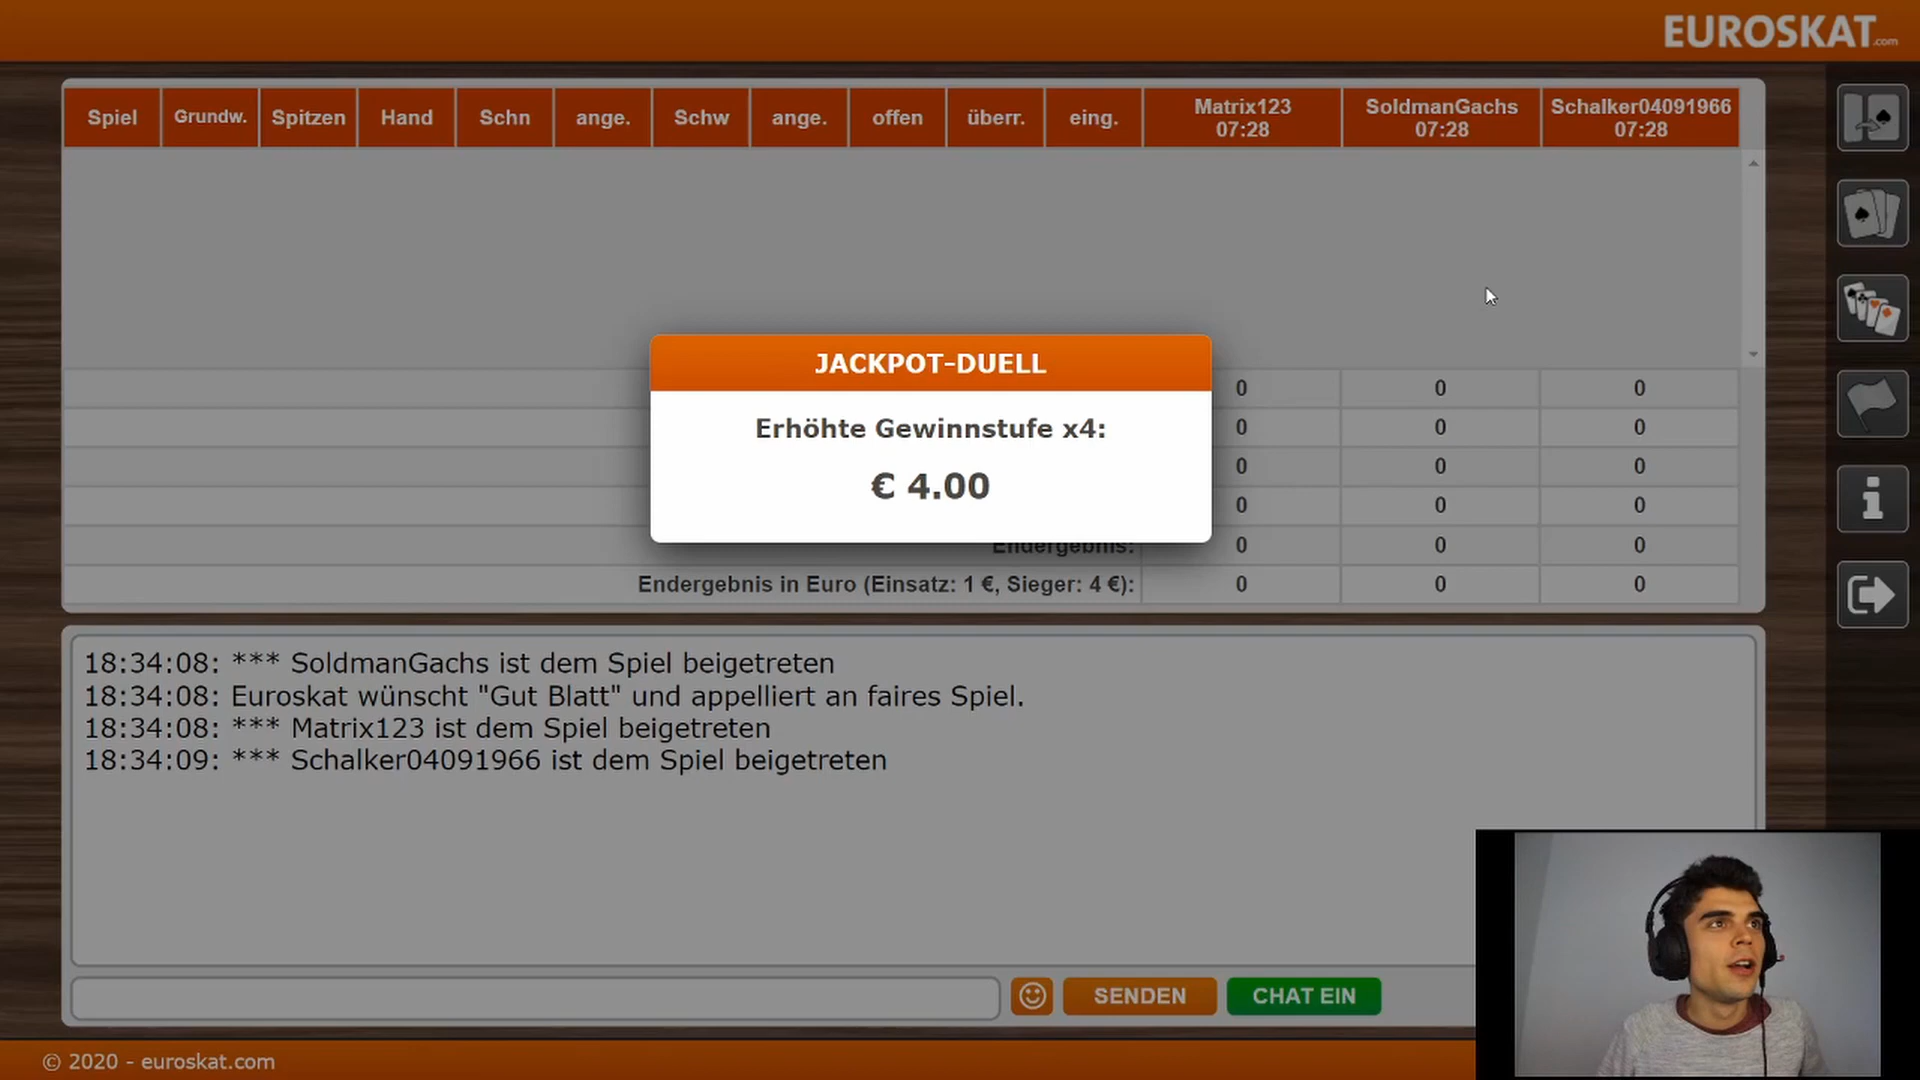 EUROSKAT.com
Spiel Grundw. Spitzen Hand Schn ange. Schw ange. offen überr. eing. Matrix123 SoldmanGachs Schalker04091966
07:28 07:28 07:28
JACKPOT-DUELL
Erhöhte Gewinnstufe x4:
€ 4.00
0 0 0
0 0 0
0 0 0
0 0 0
Endergebnis: 0 0 0
Endergebnis in Euro (Einsatz: 1 €, Sieger: 4 €): 0 0 0
18:34:08: *** SoldmanGachs ist dem Spiel beigetreten
18:34:08: Euroskat wünscht "Gut Blatt" und appelliert an faires Spiel.
18:34:08: *** Matrix123 ist dem Spiel beigetreten
18:34:09: *** Schalker04091966 ist dem Spiel beigetreten
SENDEN CHAT EIN
© 2020 - euroskat.com